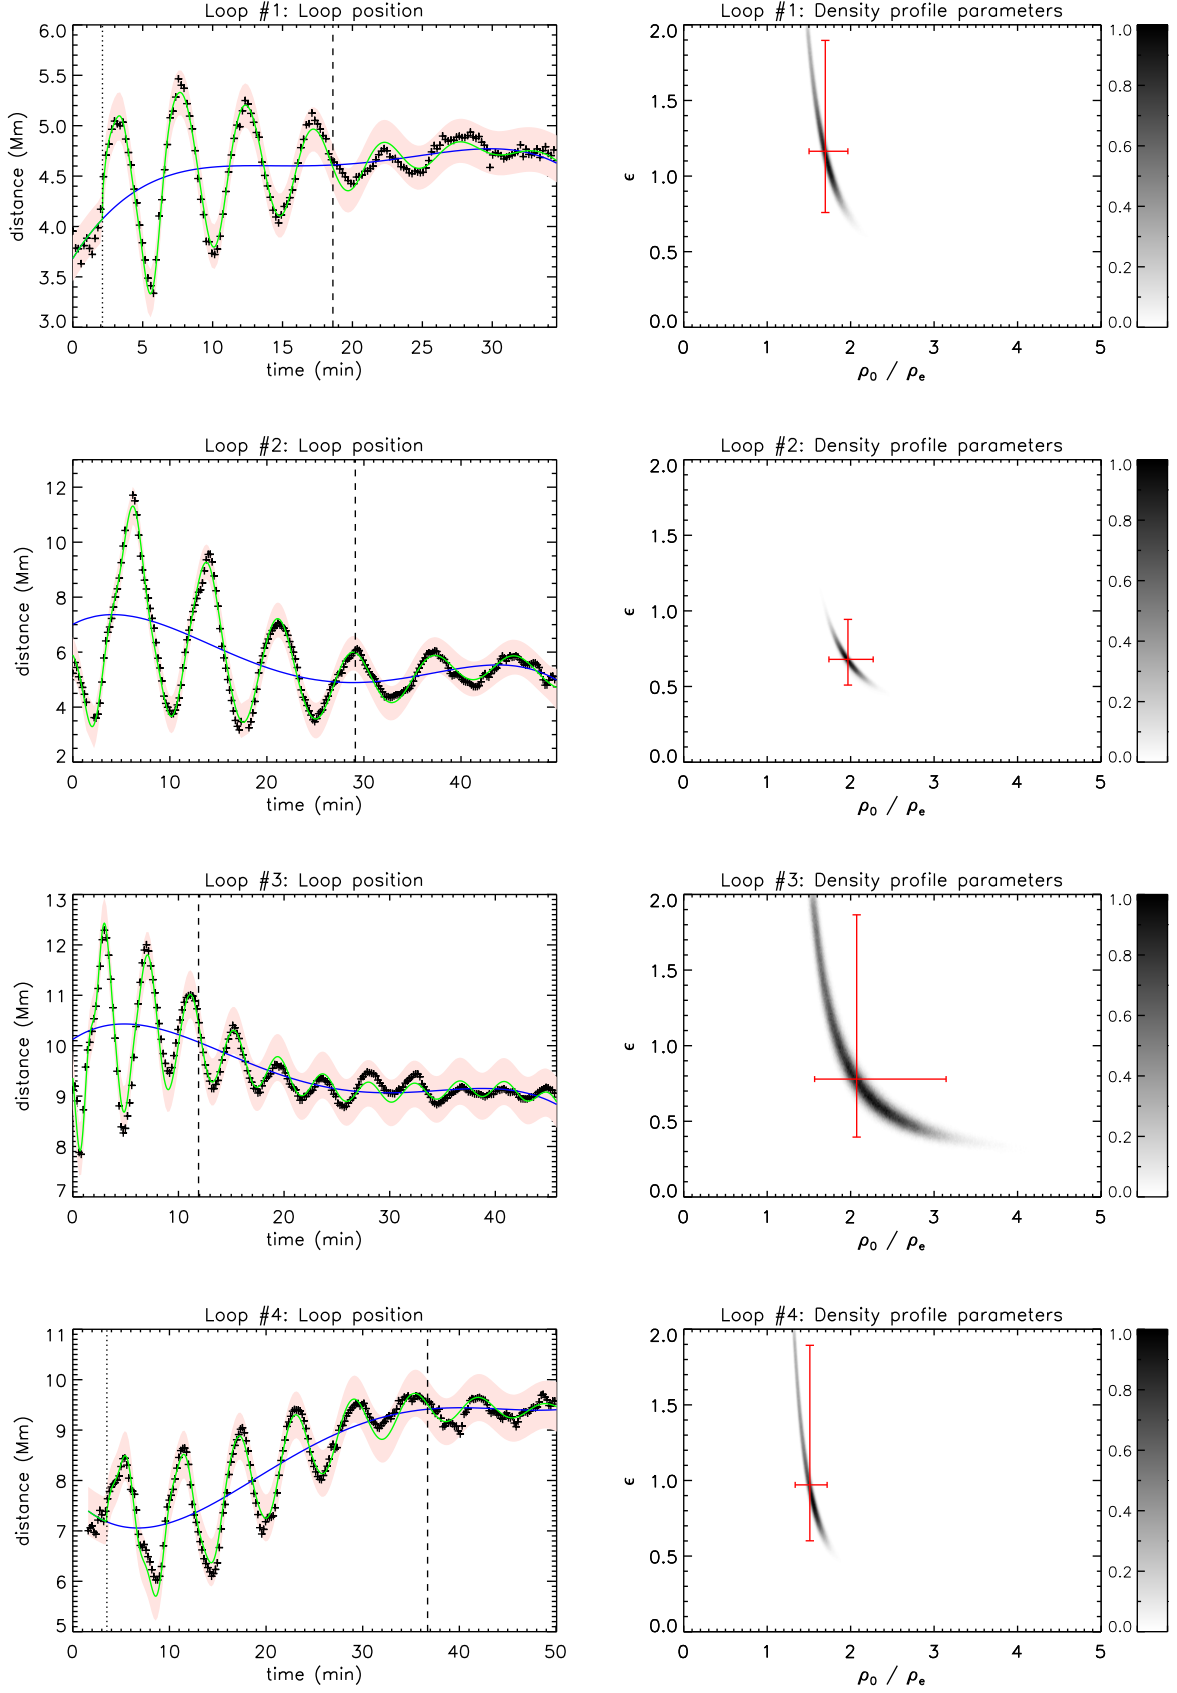 Loop #1: Loop position
Loop #1: Density profile parameters
6.0
5.5
5.0
4.5
4.0
3.5
3.0
distance (Mm)
0 5 10 15 20 25 30
time (min)
2.0
1.5
1.0
0.5
0.0
ϵ
0 1 2 3 4 5
ρ₀ / ρₑ
1.0
0.8
0.6
0.4
0.2
0.0
Loop #2: Loop position
Loop #2: Density profile parameters
12
10
8
6
4
2
distance (Mm)
0 10 20 30 40
time (min)
2.0
1.5
1.0
0.5
0.0
ϵ
0 1 2 3 4 5
ρ₀ / ρₑ
1.0
0.8
0.6
0.4
0.2
0.0
Loop #3: Loop position
Loop #3: Density profile parameters
13
12
11
10
9
8
7
distance (Mm)
0 10 20 30 40
time (min)
2.0
1.5
1.0
0.5
0.0
ϵ
0 1 2 3 4 5
ρ₀ / ρₑ
1.0
0.8
0.6
0.4
0.2
0.0
Loop #4: Loop position
Loop #4: Density profile parameters
11
10
9
8
7
6
5
distance (Mm)
0 10 20 30 40 50
time (min)
2.0
1.5
1.0
0.5
0.0
ϵ
0 1 2 3 4 5
ρ₀ / ρₑ
1.0
0.8
0.6
0.4
0.2
0.0